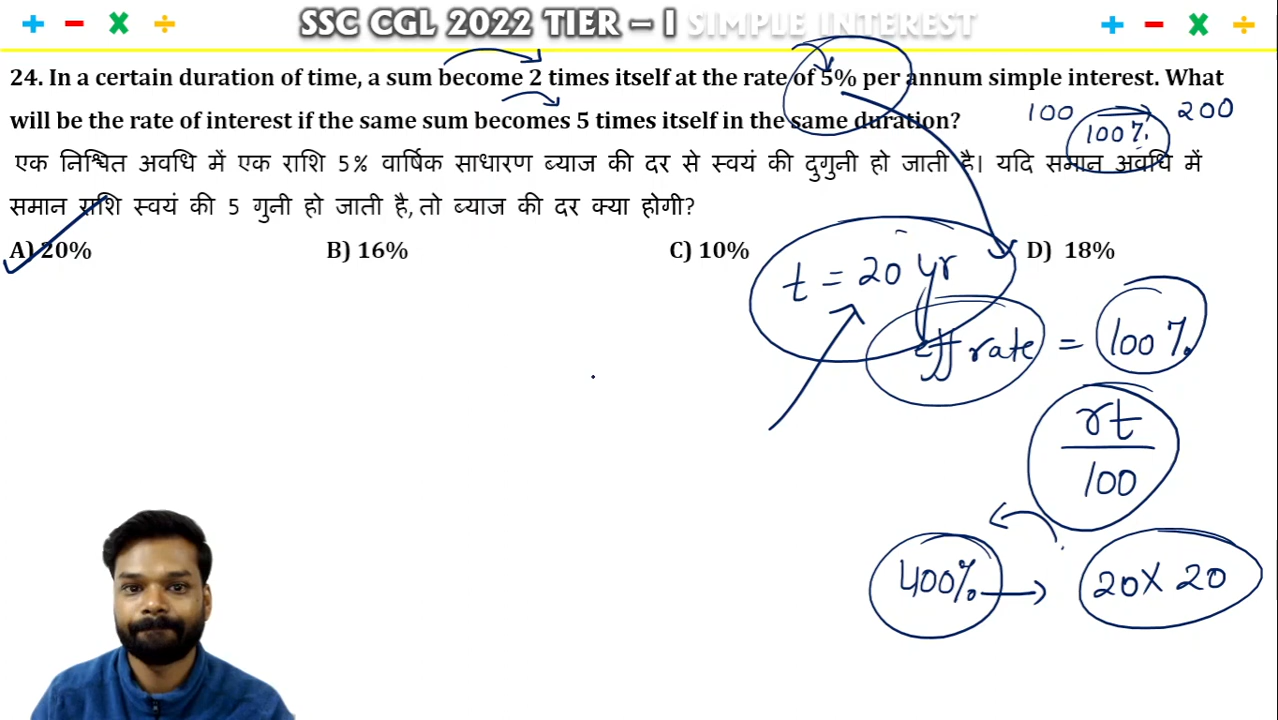 + - × ÷ SSC CGL 2022 TIER – I SIMPLE INTEREST + - × ÷
24. In a certain duration of time, a sum become 2 times itself at the rate of 5% per annum simple interest. What
will be the rate of interest if the same sum becomes 5 times itself in the same duration?
100 → 200
100%
एक निश्चित अवधि में एक राशि 5% वार्षिक साधारण ब्याज की दर से स्वयं की दुगुनी हो जाती है। यदि समान अवधि में
समान राशि स्वयं की 5 गुनी हो जाती है, तो ब्याज की दर क्या होगी?
A) 20% B) 16% C) 10% D) 18%
t = 20 yr
eff rate = 100%
rt
100
400% → 20 X 20